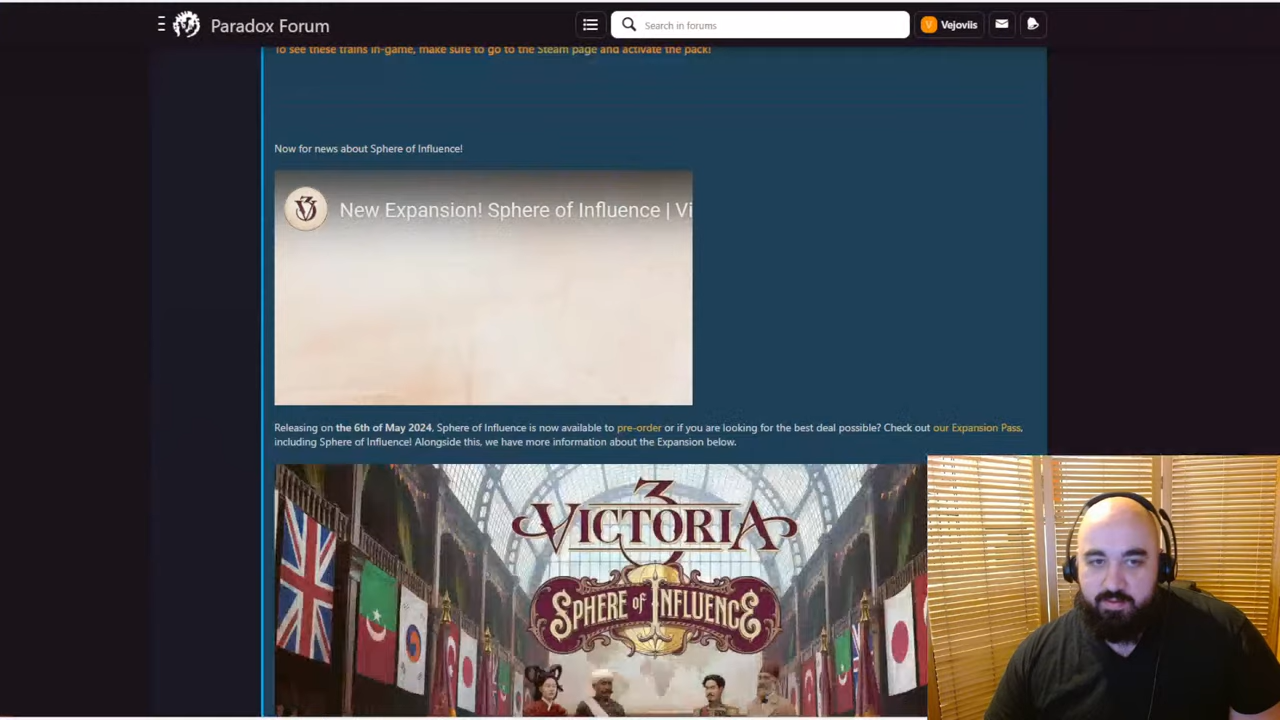 Paradox Forum
Search in forums
V Vejoviis
To see these trains in-game, make sure to go to the Steam page and activate the pack!
Now for news about Sphere of Influence!
New Expansion! Sphere of Influence | Vi
Releasing on the 6th of May 2024, Sphere of Influence is now available to pre-order or if you are looking for the best deal possible? Check out our Expansion Pass,
including Sphere of Influence! Alongside this, we have more information about the Expansion below.
3
VICTORIA
SPHERE OF INFLUENCE